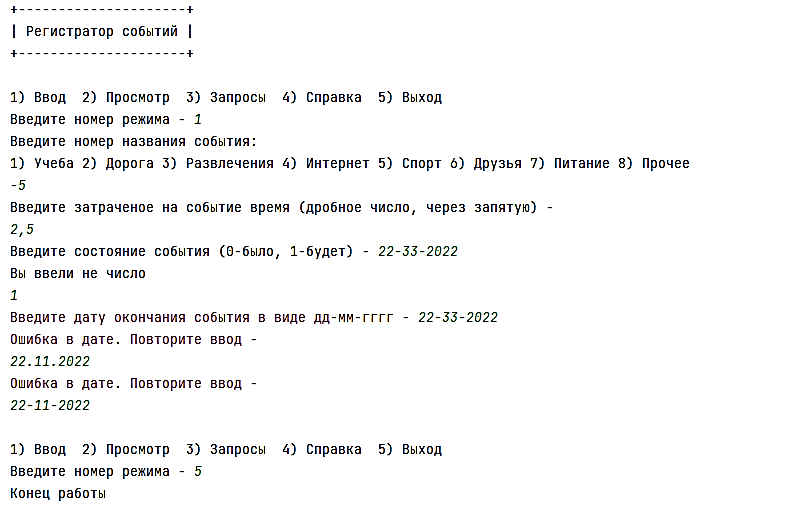 +---------------------+
| Регистратор событий |
+---------------------+
1) Ввод  2) Просмотр  3) Запросы  4) Справка  5) Выход
Введите номер режима - 1
Введите номер названия события:
1) Учеба 2) Дорога 3) Развлечения 4) Интернет 5) Спорт 6) Друзья 7) Питание 8) Прочее
-5
Введите затраченое на событие время (дробное число, через запятую) -
2,5
Введите состояние события (0-было, 1-будет) - 22-33-2022
Вы ввели не число
1
Введите дату окончания события в виде дд-мм-гггг - 22-33-2022
Ошибка в дате. Повторите ввод -
22.11.2022
Ошибка в дате. Повторите ввод -
22-11-2022
1) Ввод  2) Просмотр  3) Запросы  4) Справка  5) Выход
Введите номер режима - 5
Конец работы